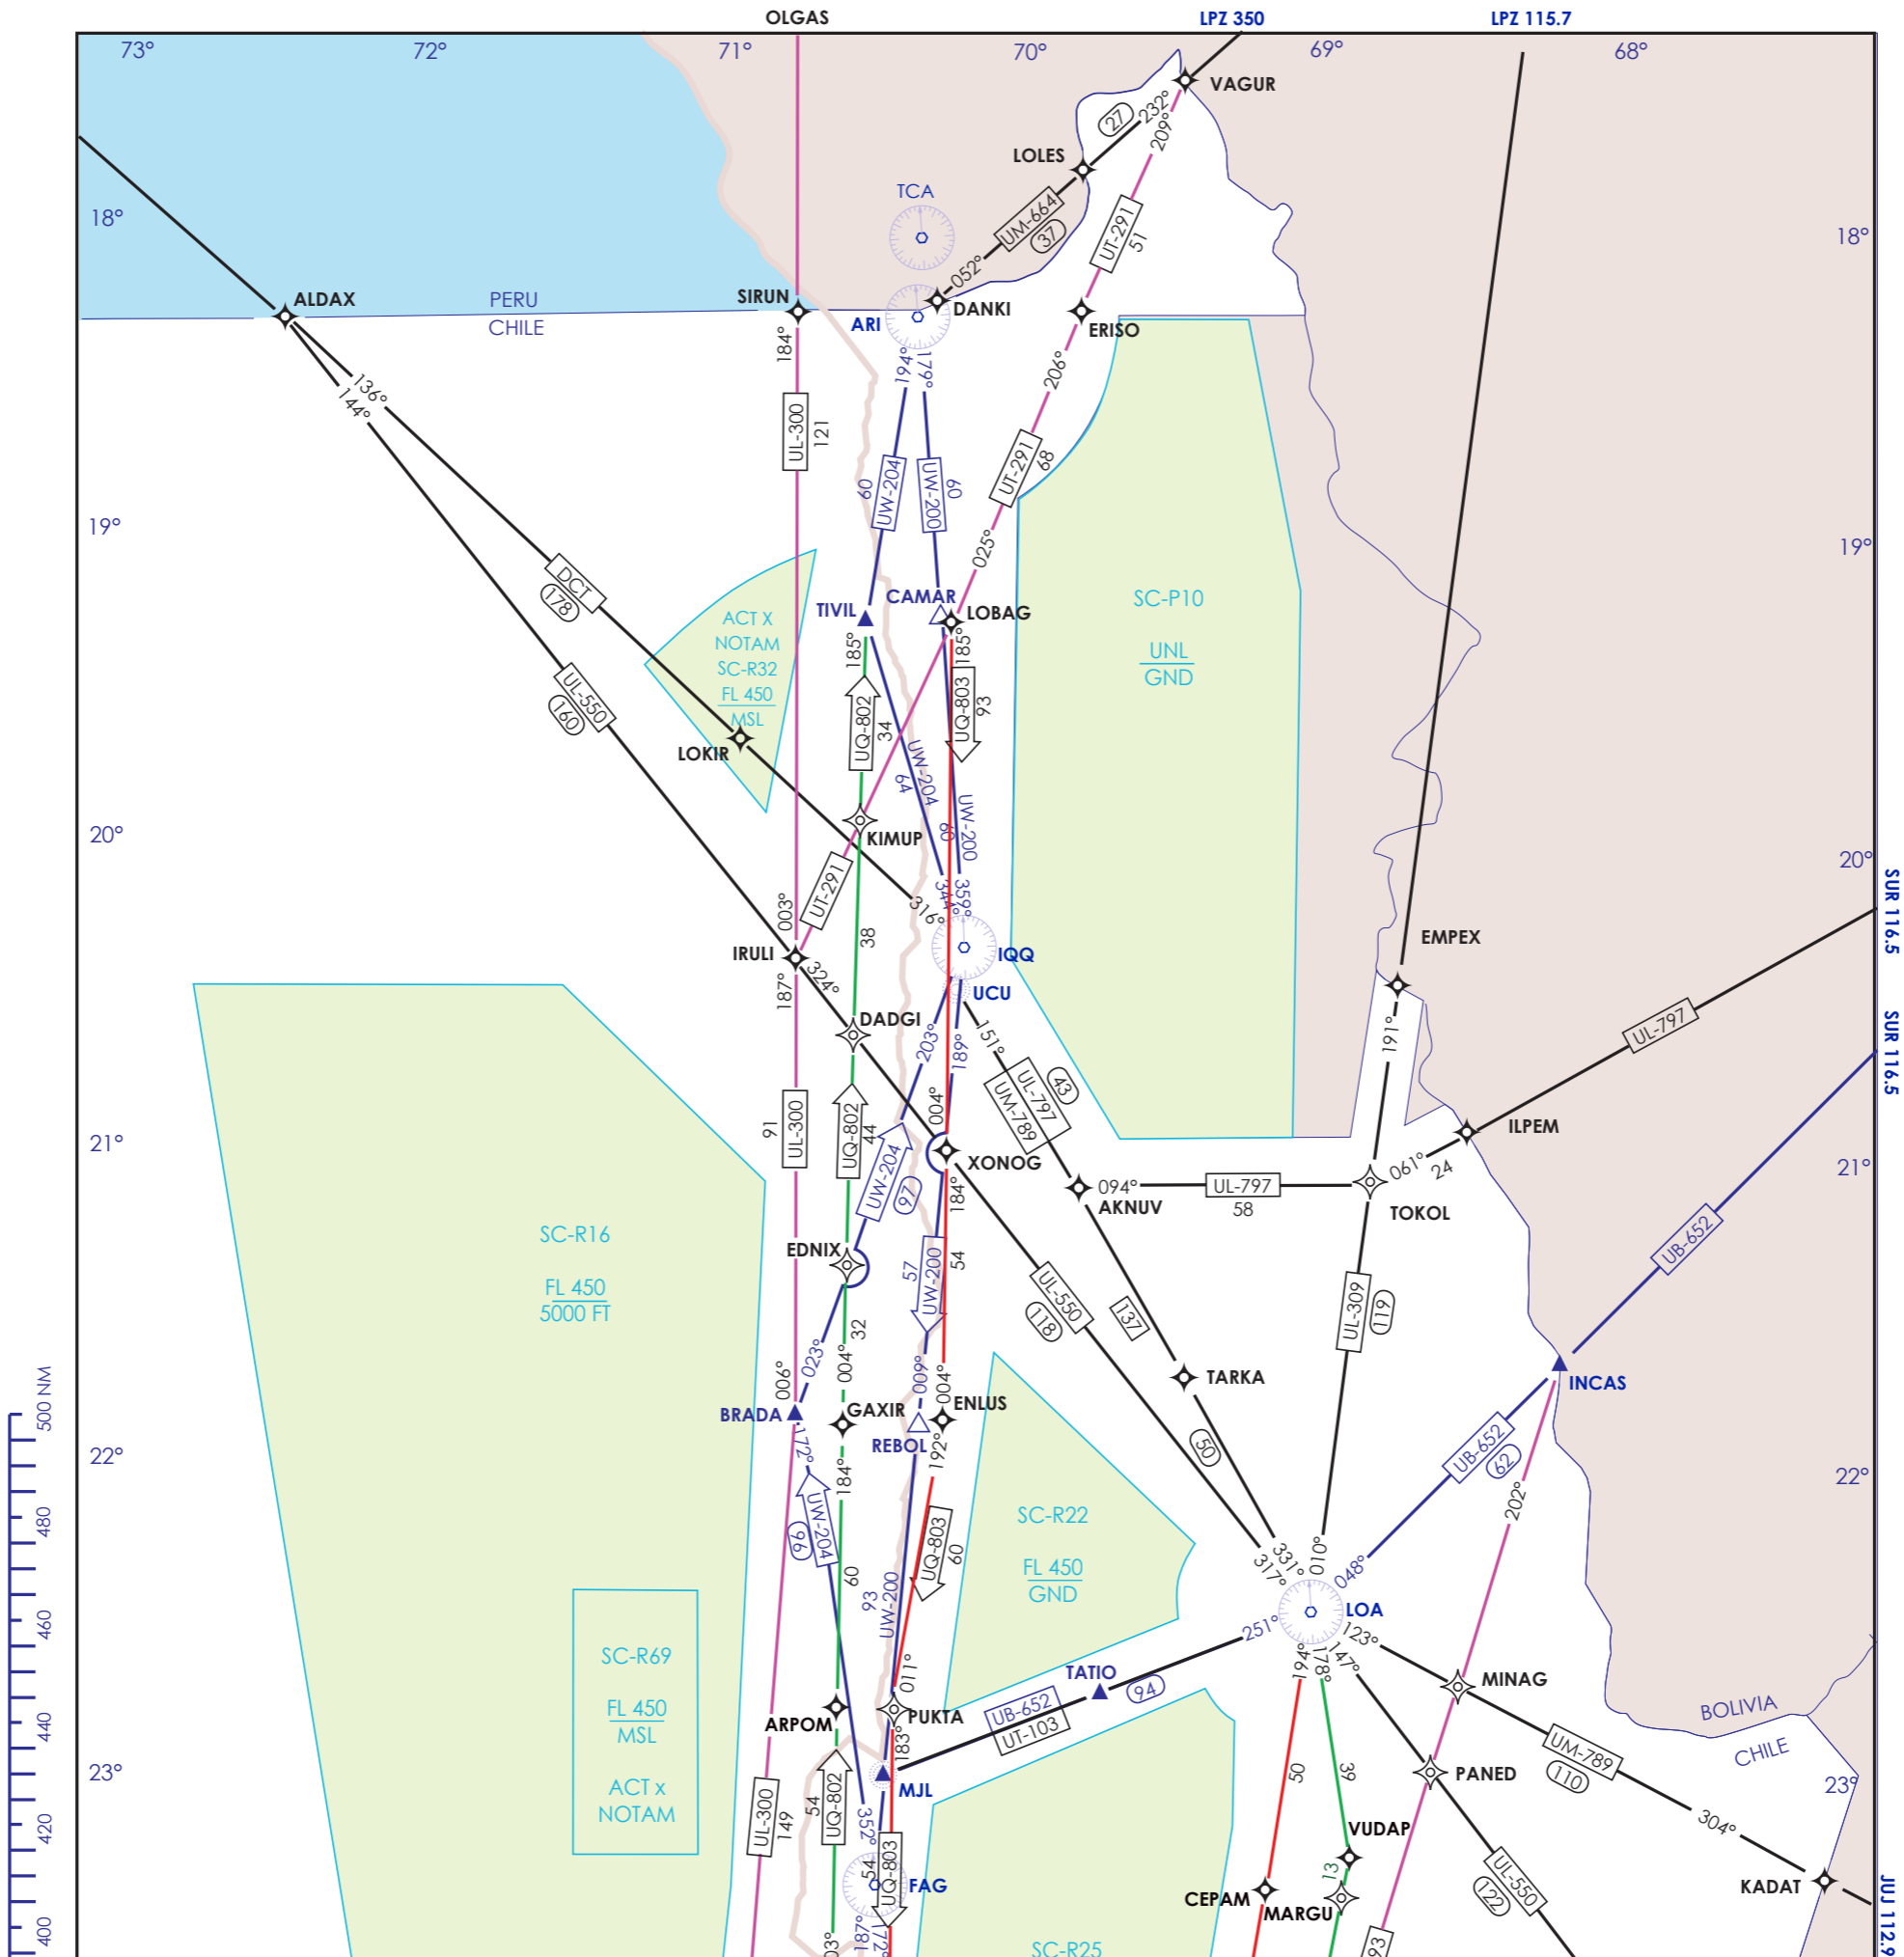 OLGAS
LPZ 350
LPZ 115.7
73°
72°
71°
70°
69°
68°
VAGUR
27
232°
209°
LOLES
TCA
UM-664
37
UT-291
51
18°
18°
052°
ALDAX
PERU
CHILE
SIRUN
ARI
DANKI
ERISO
184°
194°
179°
206°
136°
144°
UL-300
121
60
UW-204
UW-200
60
UT-291
68
19°
19°
025°
DCT
178
ACT X
NOTAM
SC-R32
FL 450
MSL
TIVIL
CAMAR
LOBAG
SC-P10
UNL
GND
185°
185°
UL-550
160
LOKIR
UQ-802
34
UW-204
64
UQ-803
93
20°
20°
KIMUP
60
UW-200
UT-291
003°
316°
344°
359°
38
IRULI
324°
187°
IQQ
UCU
EMPEX
SUR 116.5
DADGI
203°
189°
151°
191°
UL-797
SUR 116.5
91
UL-300
UQ-802
44
004°
UL-797
UM-789
43
21°
21°
ILPEM
XONOG
UW-204
97
184°
AKNUV
094°
UL-797
58
061°
24
TOKOL
SC-R16
FL 450
5000 FT
EDNIX
57
UW-200
54
UL-550
118
137
UL-309
119
UB-652
32
023°
004°
009°
004°
006°
TARKA
INCAS
BRADA
GAXIR
REBOL
ENLUS
500 NM
22°
22°
172°
184°
192°
50
UB-652
62
202°
480
UW-204
96
UQ-803
60
SC-R22
FL 450
GND
60
93
UW-200
317°
331°
010°
048°
LOA
460
SC-R69
FL 450
MSL
ACT x
NOTAM
251°
123°
194°
178°
147°
011°
TATIO
94
MINAG
ARPOM
PUKTA
UB-652
UT-103
BOLIVIA
CHILE
440
183°
UM-789
110
23°
23°
MJL
50
39
PANED
UL-300
149
54
UQ-802
352°
304°
420
VUDAP
54
UQ-803
FAG
13
UL-550
122
CEPAM
MARGU
KADAT
JUJ 112.9
400
03°
187°
172°
SC-R25
93